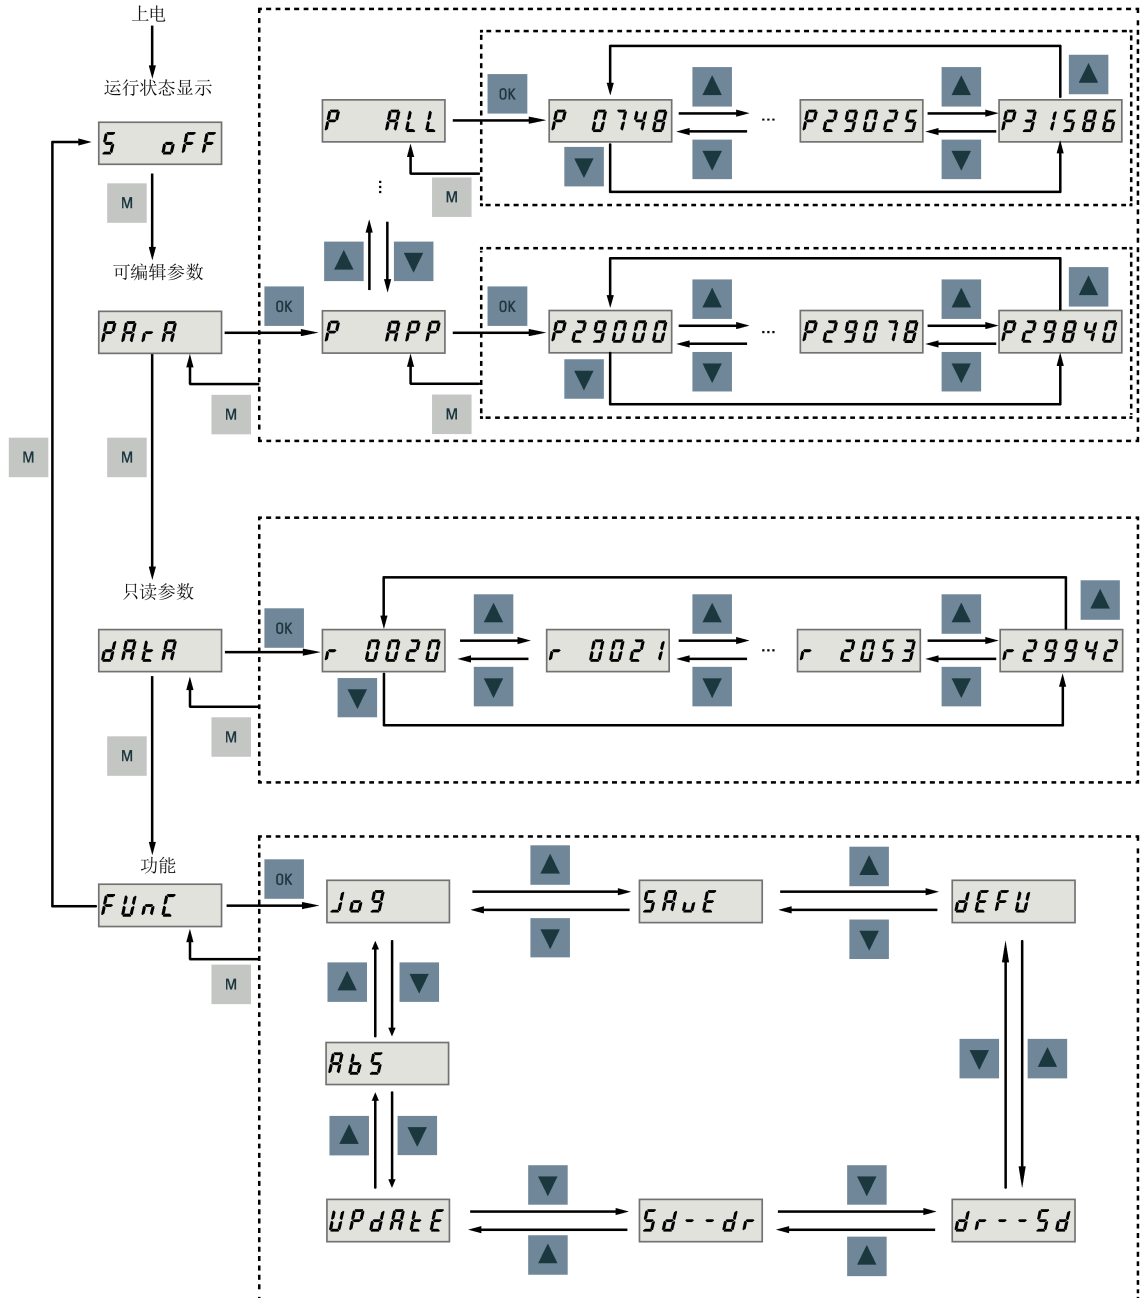 上电
运行状态显示
S oFF
M
可编辑参数
PArA
OK
P ALL
OK
P 0748
...
P29025
P31586
M
...
P APP
OK
P29000
...
P29078
P29840
M
M
M
M
只读参数
dAtA
OK
r 0020
r 0021
...
r 2053
r29942
M
M
功能
FUnC
OK
JoG
SAvE
dEFU
M
AbS
UPdAtE
Sd--dr
dr--Sd